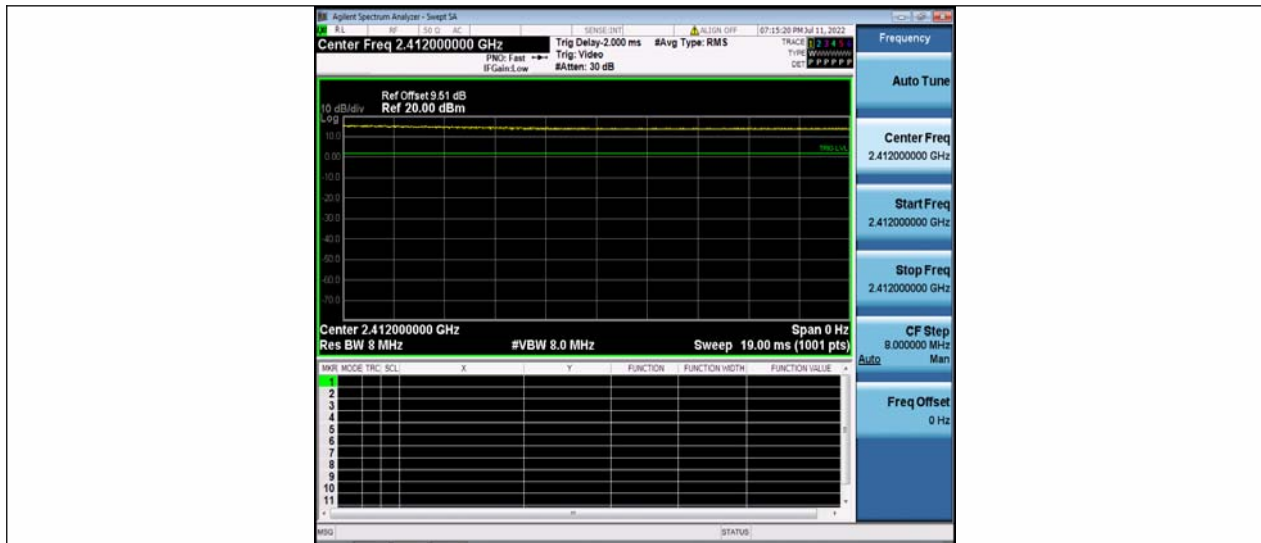 Agilent Spectrum Analyzer - Swept SA
RL RF 50 Ω AC SENSE:INT ALIGN OFF 07:15:20 PM Jul 11, 2022
Center Freq 2.412000000 GHz
PNO: Fast
IFGain:Low
Trig Delay-2.000 ms
Trig: Video
#Atten: 30 dB
#Avg Type: RMS
TRACE 1 2 3 4 5 6
TYPE WWWWWW
DET P P P P P P
Ref Offset 9.51 dB
10 dB/div Ref 20.00 dBm
Log
10.0
0.00
-10.0
-20.0
-30.0
-40.0
-50.0
-60.0
-70.0
TRIG LVL
Center 2.412000000 GHz Span 0 Hz
Res BW 8 MHz #VBW 8.0 MHz Sweep 19.00 ms (1001 pts)
MKR MODE TRC SCL X Y FUNCTION FUNCTION WIDTH FUNCTION VALUE
1
2
3
4
5
6
7
8
9
10
11
MSG STATUS
Frequency
Auto Tune
Center Freq
2.412000000 GHz
Start Freq
2.412000000 GHz
Stop Freq
2.412000000 GHz
CF Step
8.000000 MHz
Auto Man
Freq Offset
0 Hz